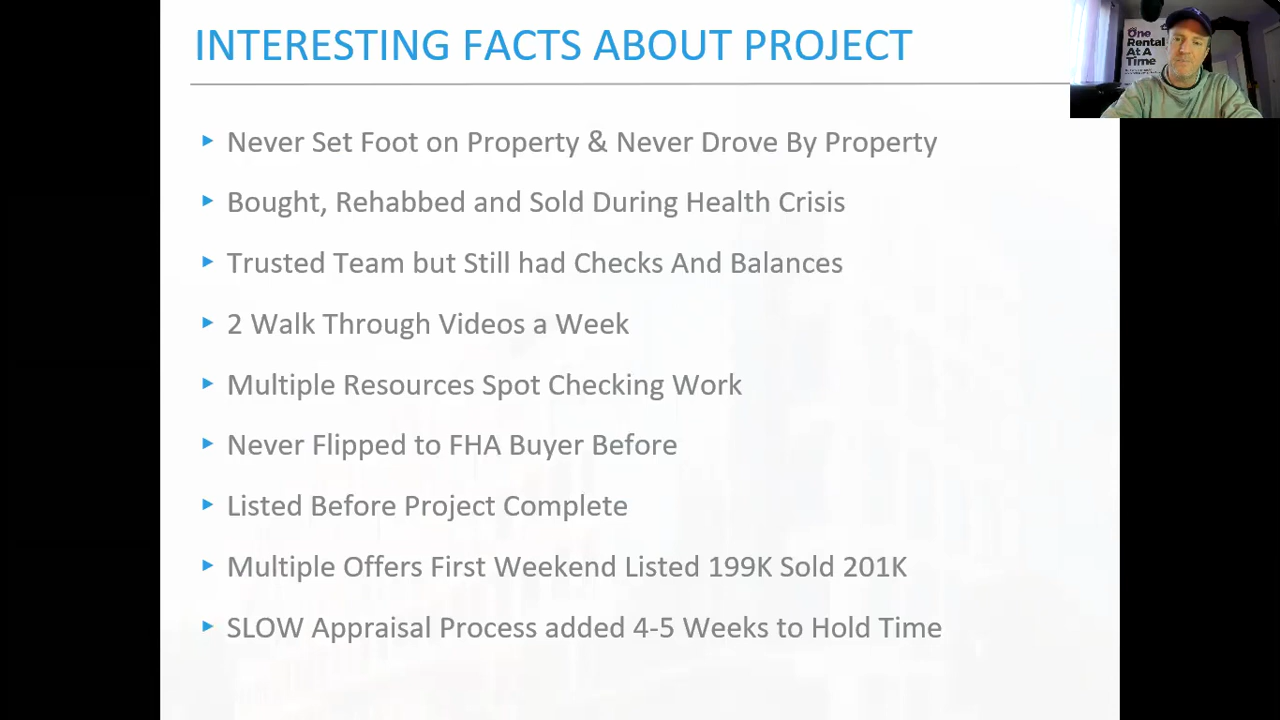 INTERESTING FACTS ABOUT PROJECT
One
Rental
At A
Time
Never Set Foot on Property & Never Drove By Property
Bought, Rehabbed and Sold During Health Crisis
Trusted Team but Still had Checks And Balances
2 Walk Through Videos a Week
Multiple Resources Spot Checking Work
Never Flipped to FHA Buyer Before
Listed Before Project Complete
Multiple Offers First Weekend Listed 199K Sold 201K
SLOW Appraisal Process added 4-5 Weeks to Hold Time